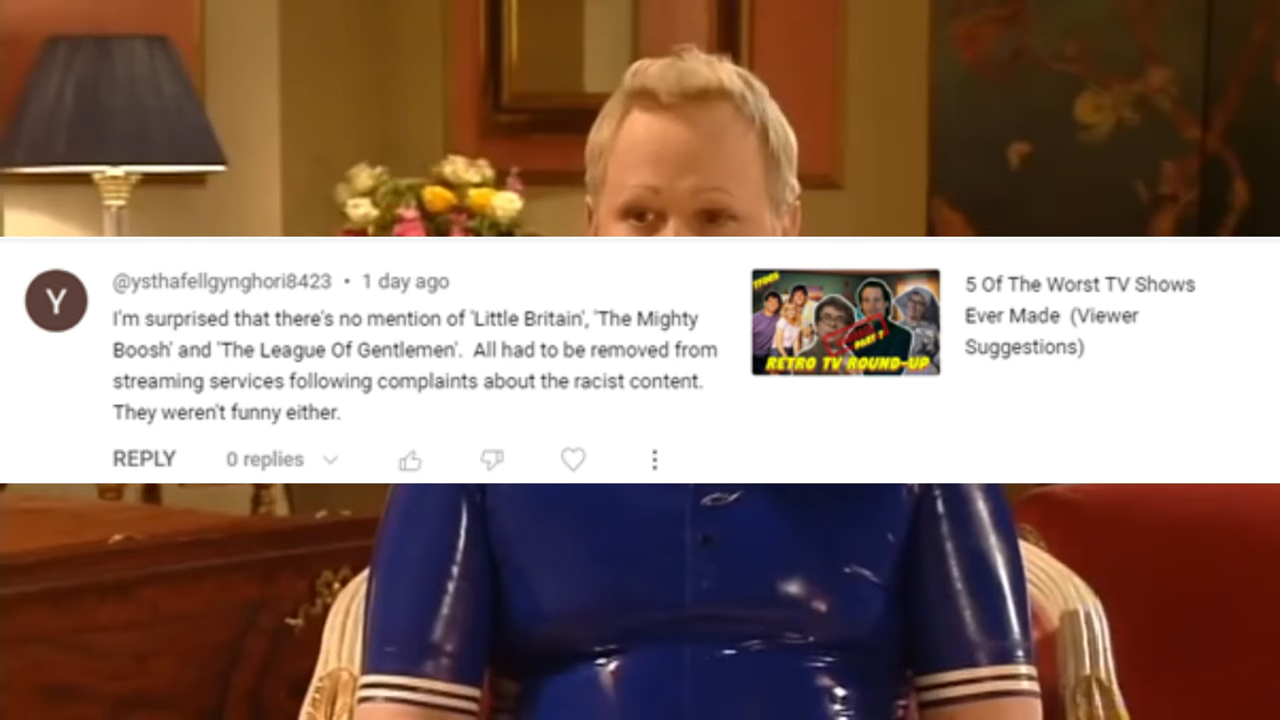 @ysthafellgynghori8423 • 1 day ago
I'm surprised that there's no mention of 'Little Britain', 'The Mighty
Boosh' and 'The League Of Gentlemen'.  All had to be removed from
streaming services following complaints about the racist content.
They weren't funny either.
REPLY 0 replies
Y
PART 7
RETRO TV ROUND-UP
5 Of The Worst TV Shows
Ever Made  (Viewer
Suggestions)